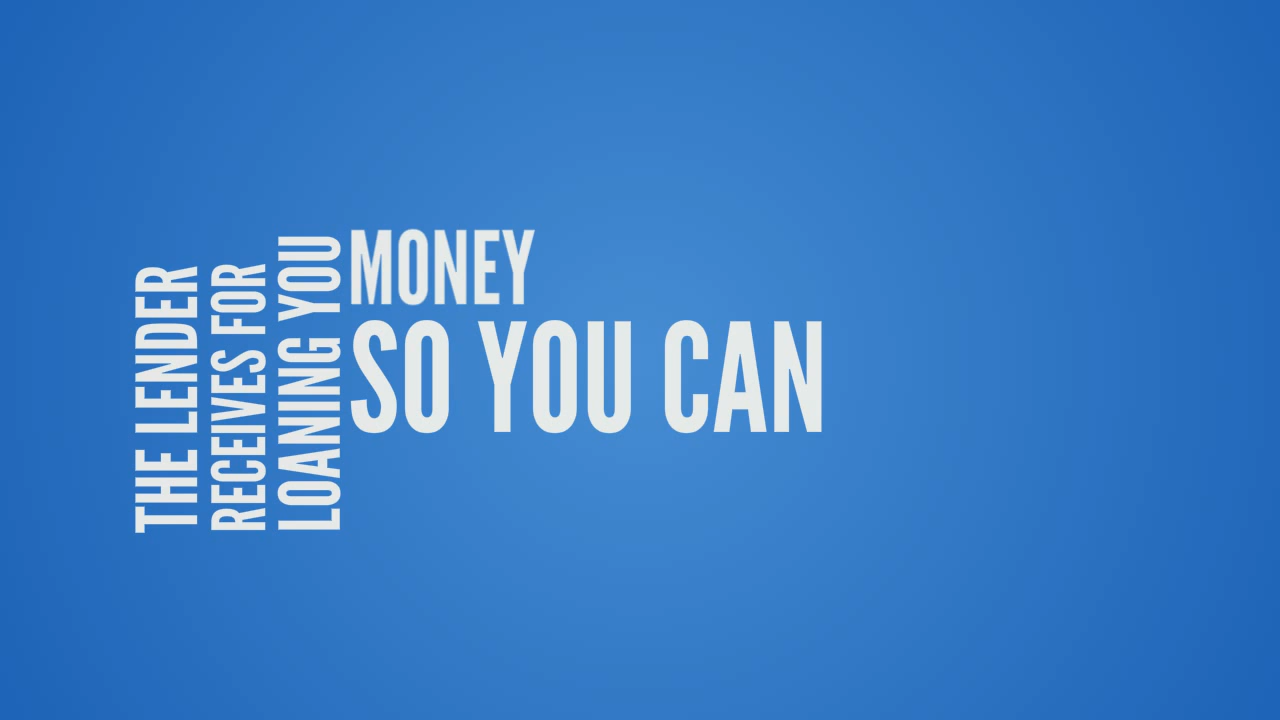 THE LENDER
RECEIVES FOR
LOANING YOU
MONEY
SO YOU CAN